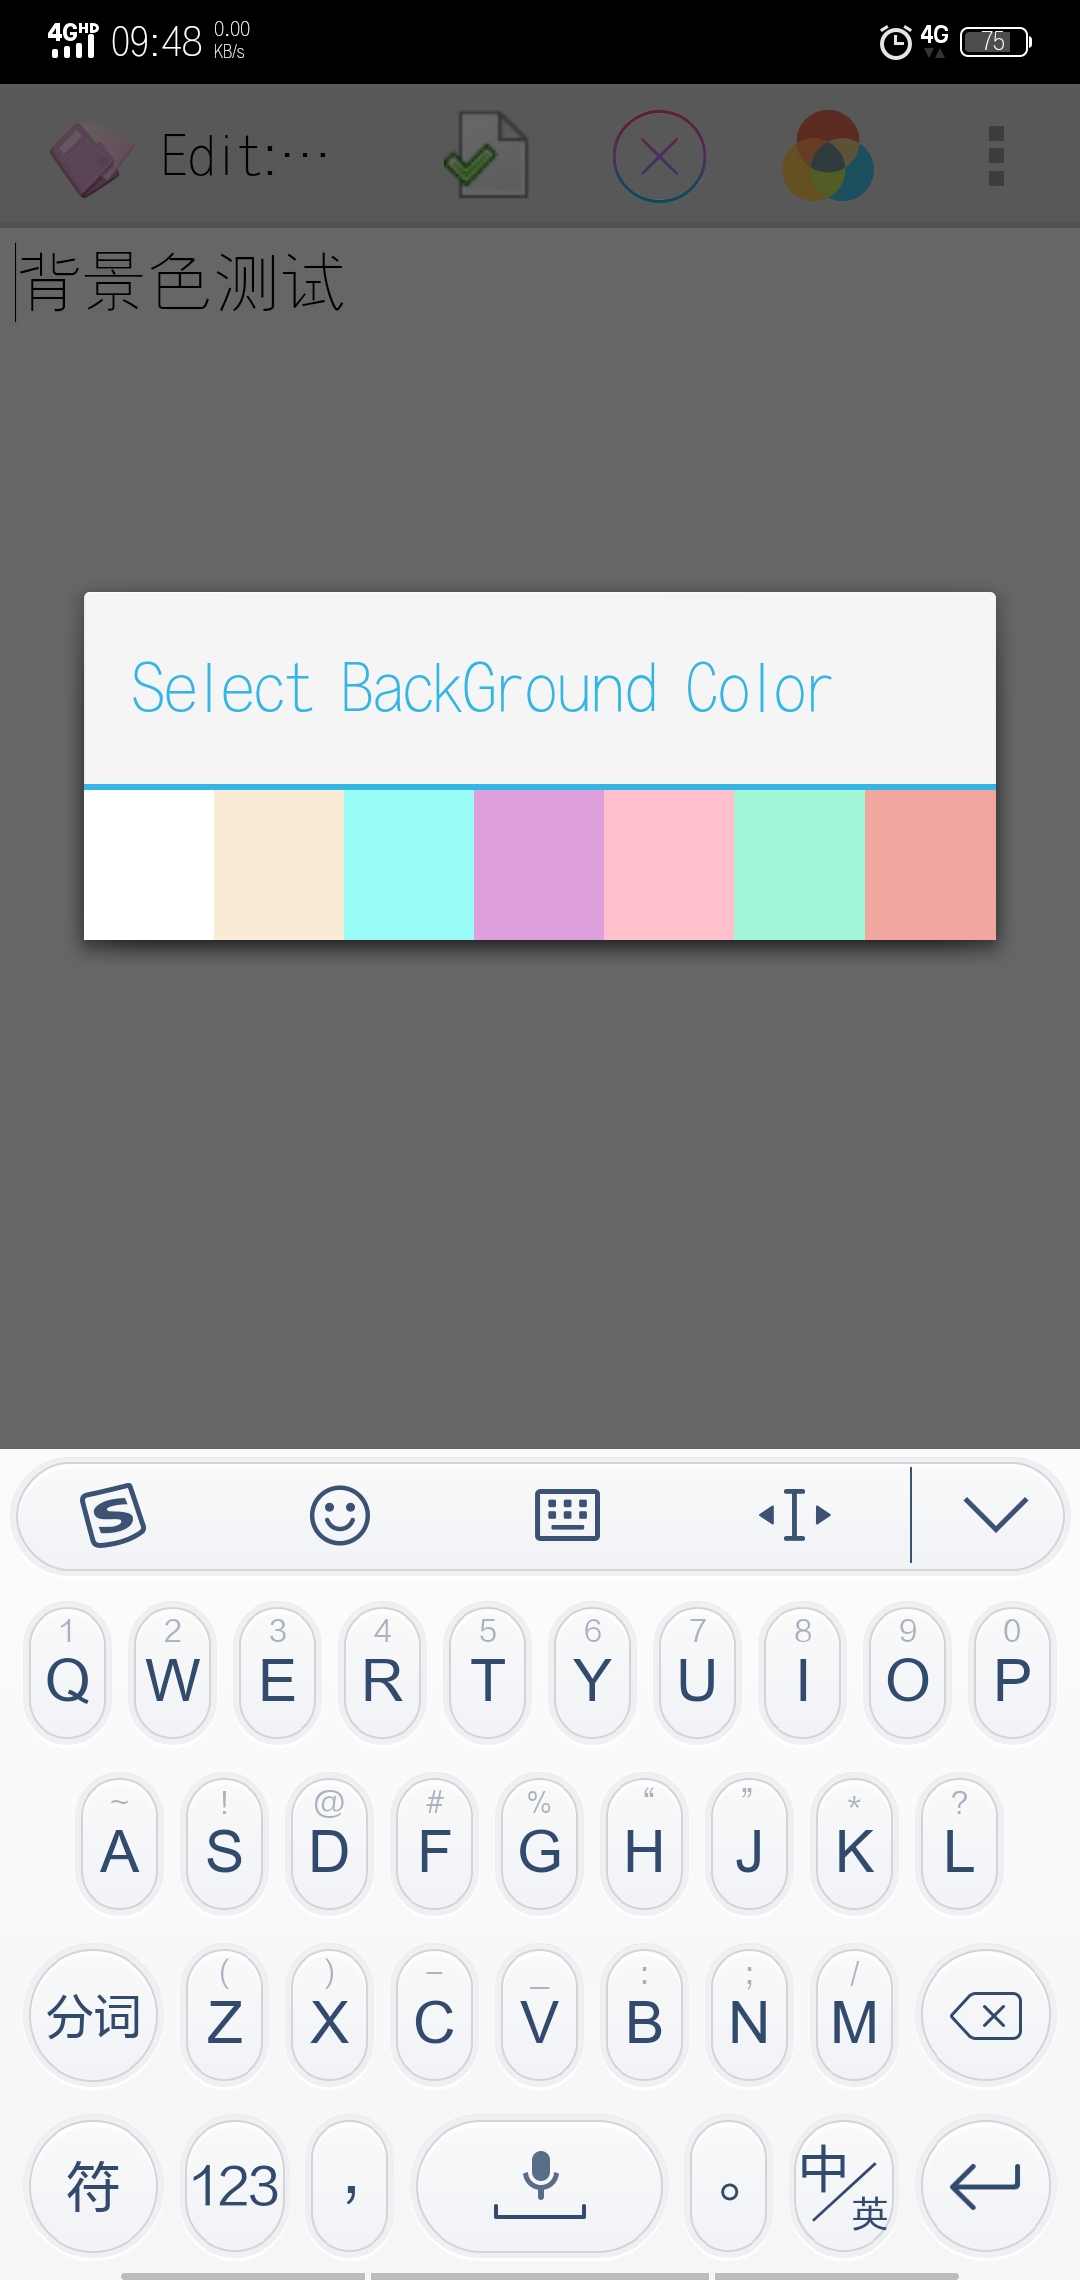 4G HD 09:48 0.00 KB/s 4G 75
Edit:…
背景色测试
Select BackGround Color
1 2 3 4 5 6 7 8 9 0
Q W E R T Y U I O P
~ ! @ # % “ ” * ?
A S D F G H J K L
( ) – _ : ; /
分词 Z X C V B N M
符 123 , 。 中/英